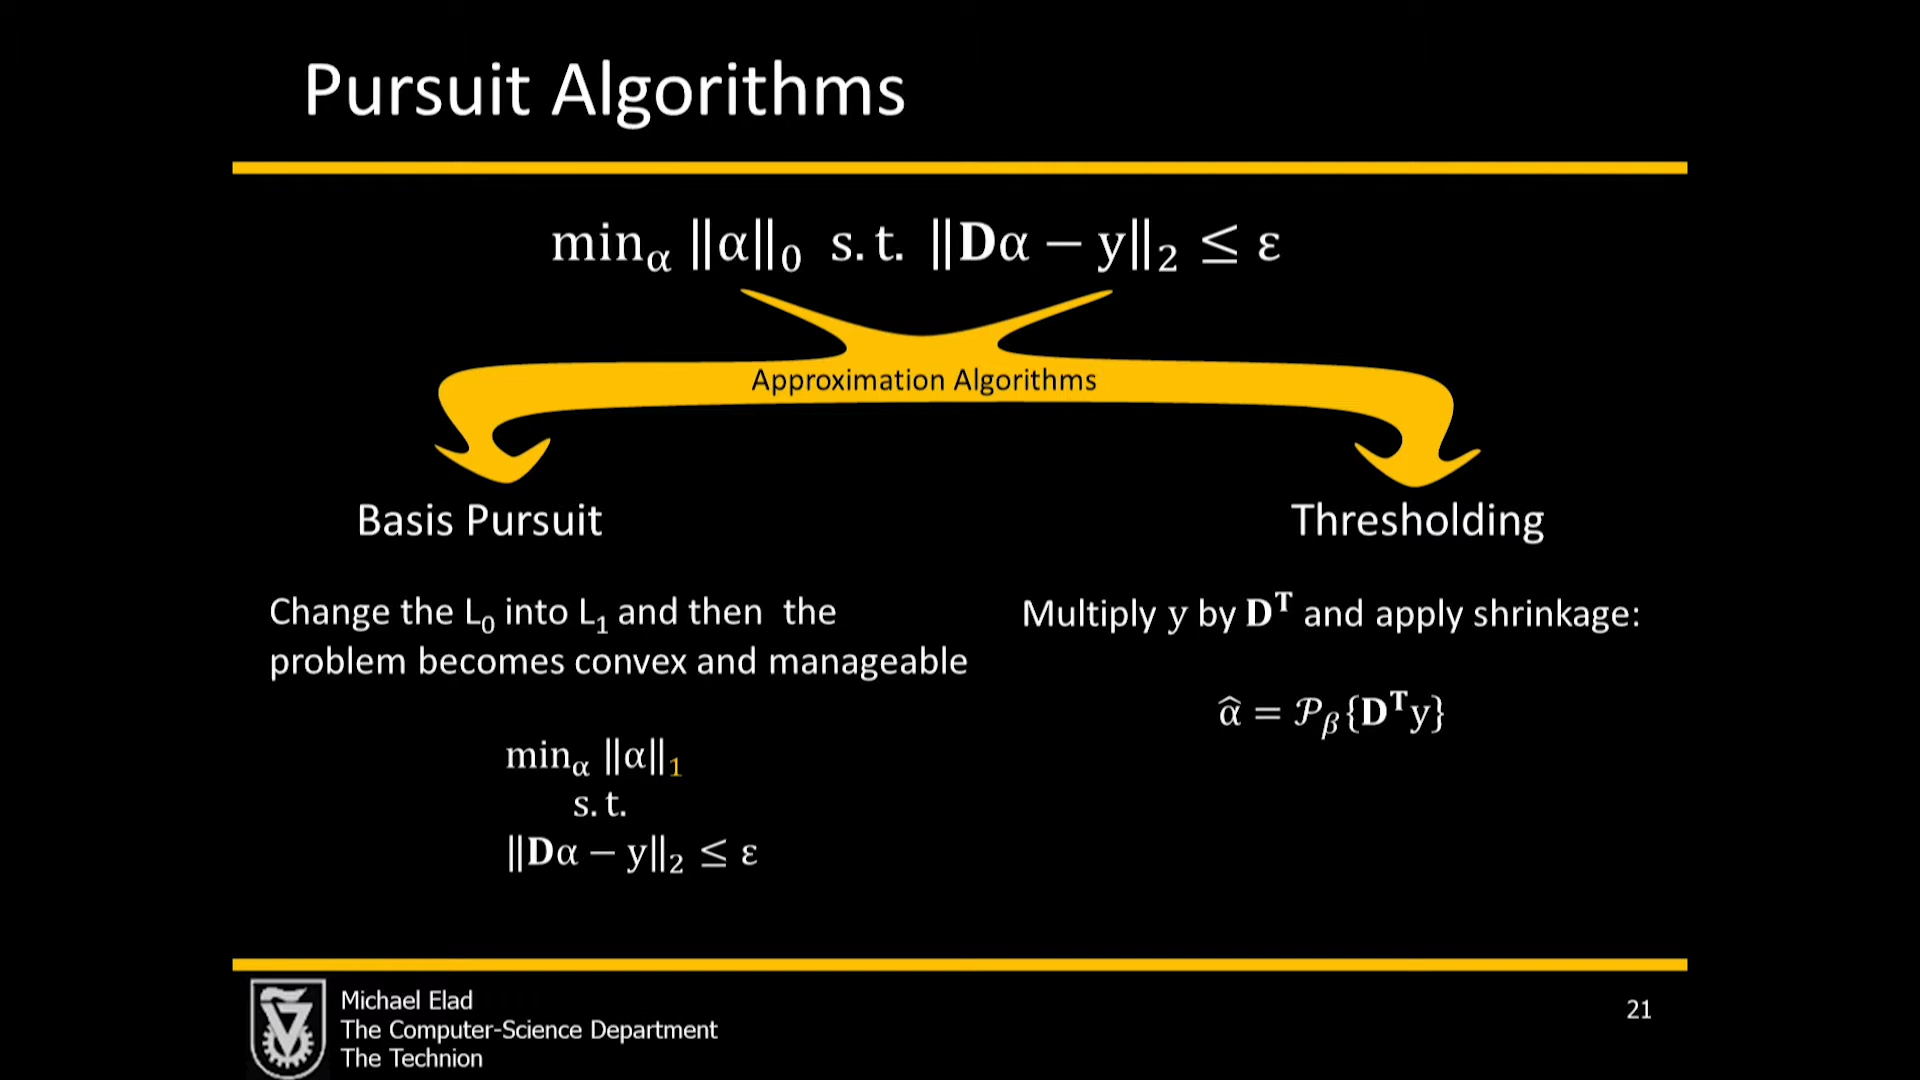 Pursuit Algorithms
min_α ‖α‖₀ s.t. ‖𝐃α − y‖₂ ≤ ε
Approximation Algorithms
Basis Pursuit
Change the L₀ into L₁ and then the
problem becomes convex and manageable
min_α ‖α‖₁
s.t.
‖𝐃α − y‖₂ ≤ ε
Thresholding
Multiply y by 𝐃ᵀ and apply shrinkage:
α̂ = 𝒫_β{𝐃ᵀy}
Michael Elad
The Computer-Science Department
The Technion
21